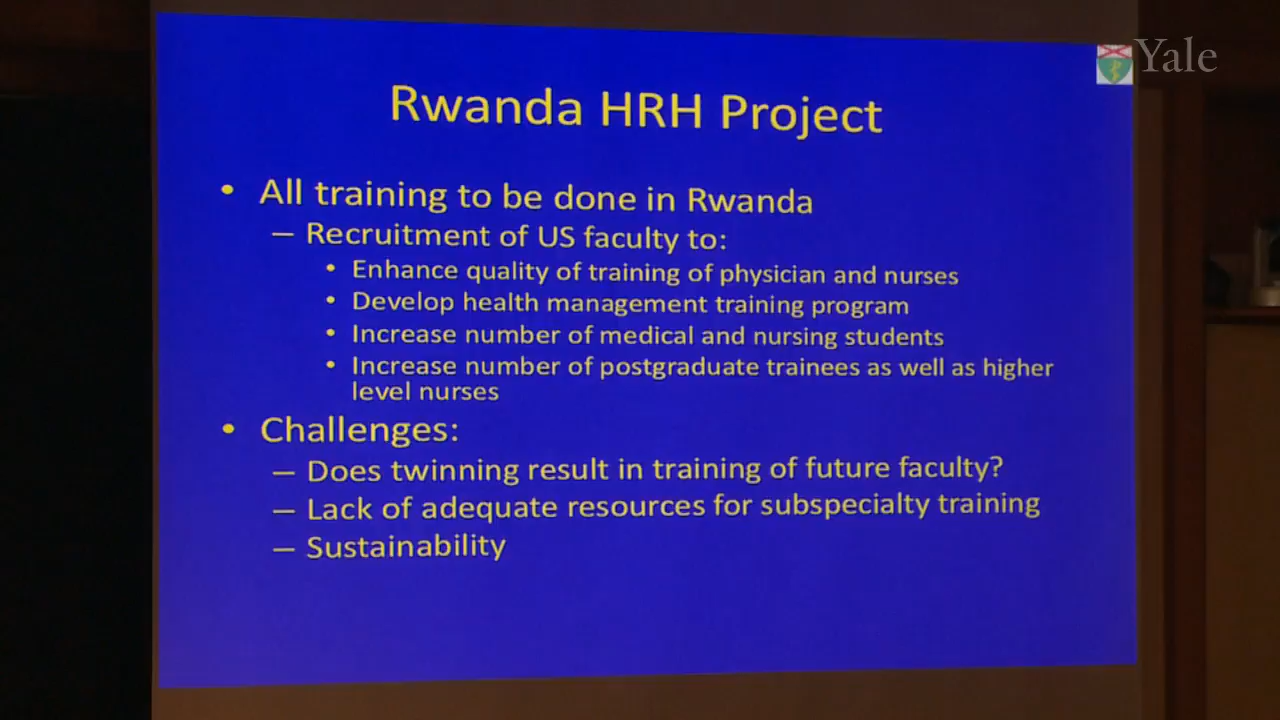 Yale
Rwanda HRH Project
• All training to be done in Rwanda
– Recruitment of US faculty to:
• Enhance quality of training of physician and nurses
• Develop health management training program
• Increase number of medical and nursing students
• Increase number of postgraduate trainees as well as higher
level nurses
• Challenges:
– Does twinning result in training of future faculty?
– Lack of adequate resources for subspecialty training
– Sustainability